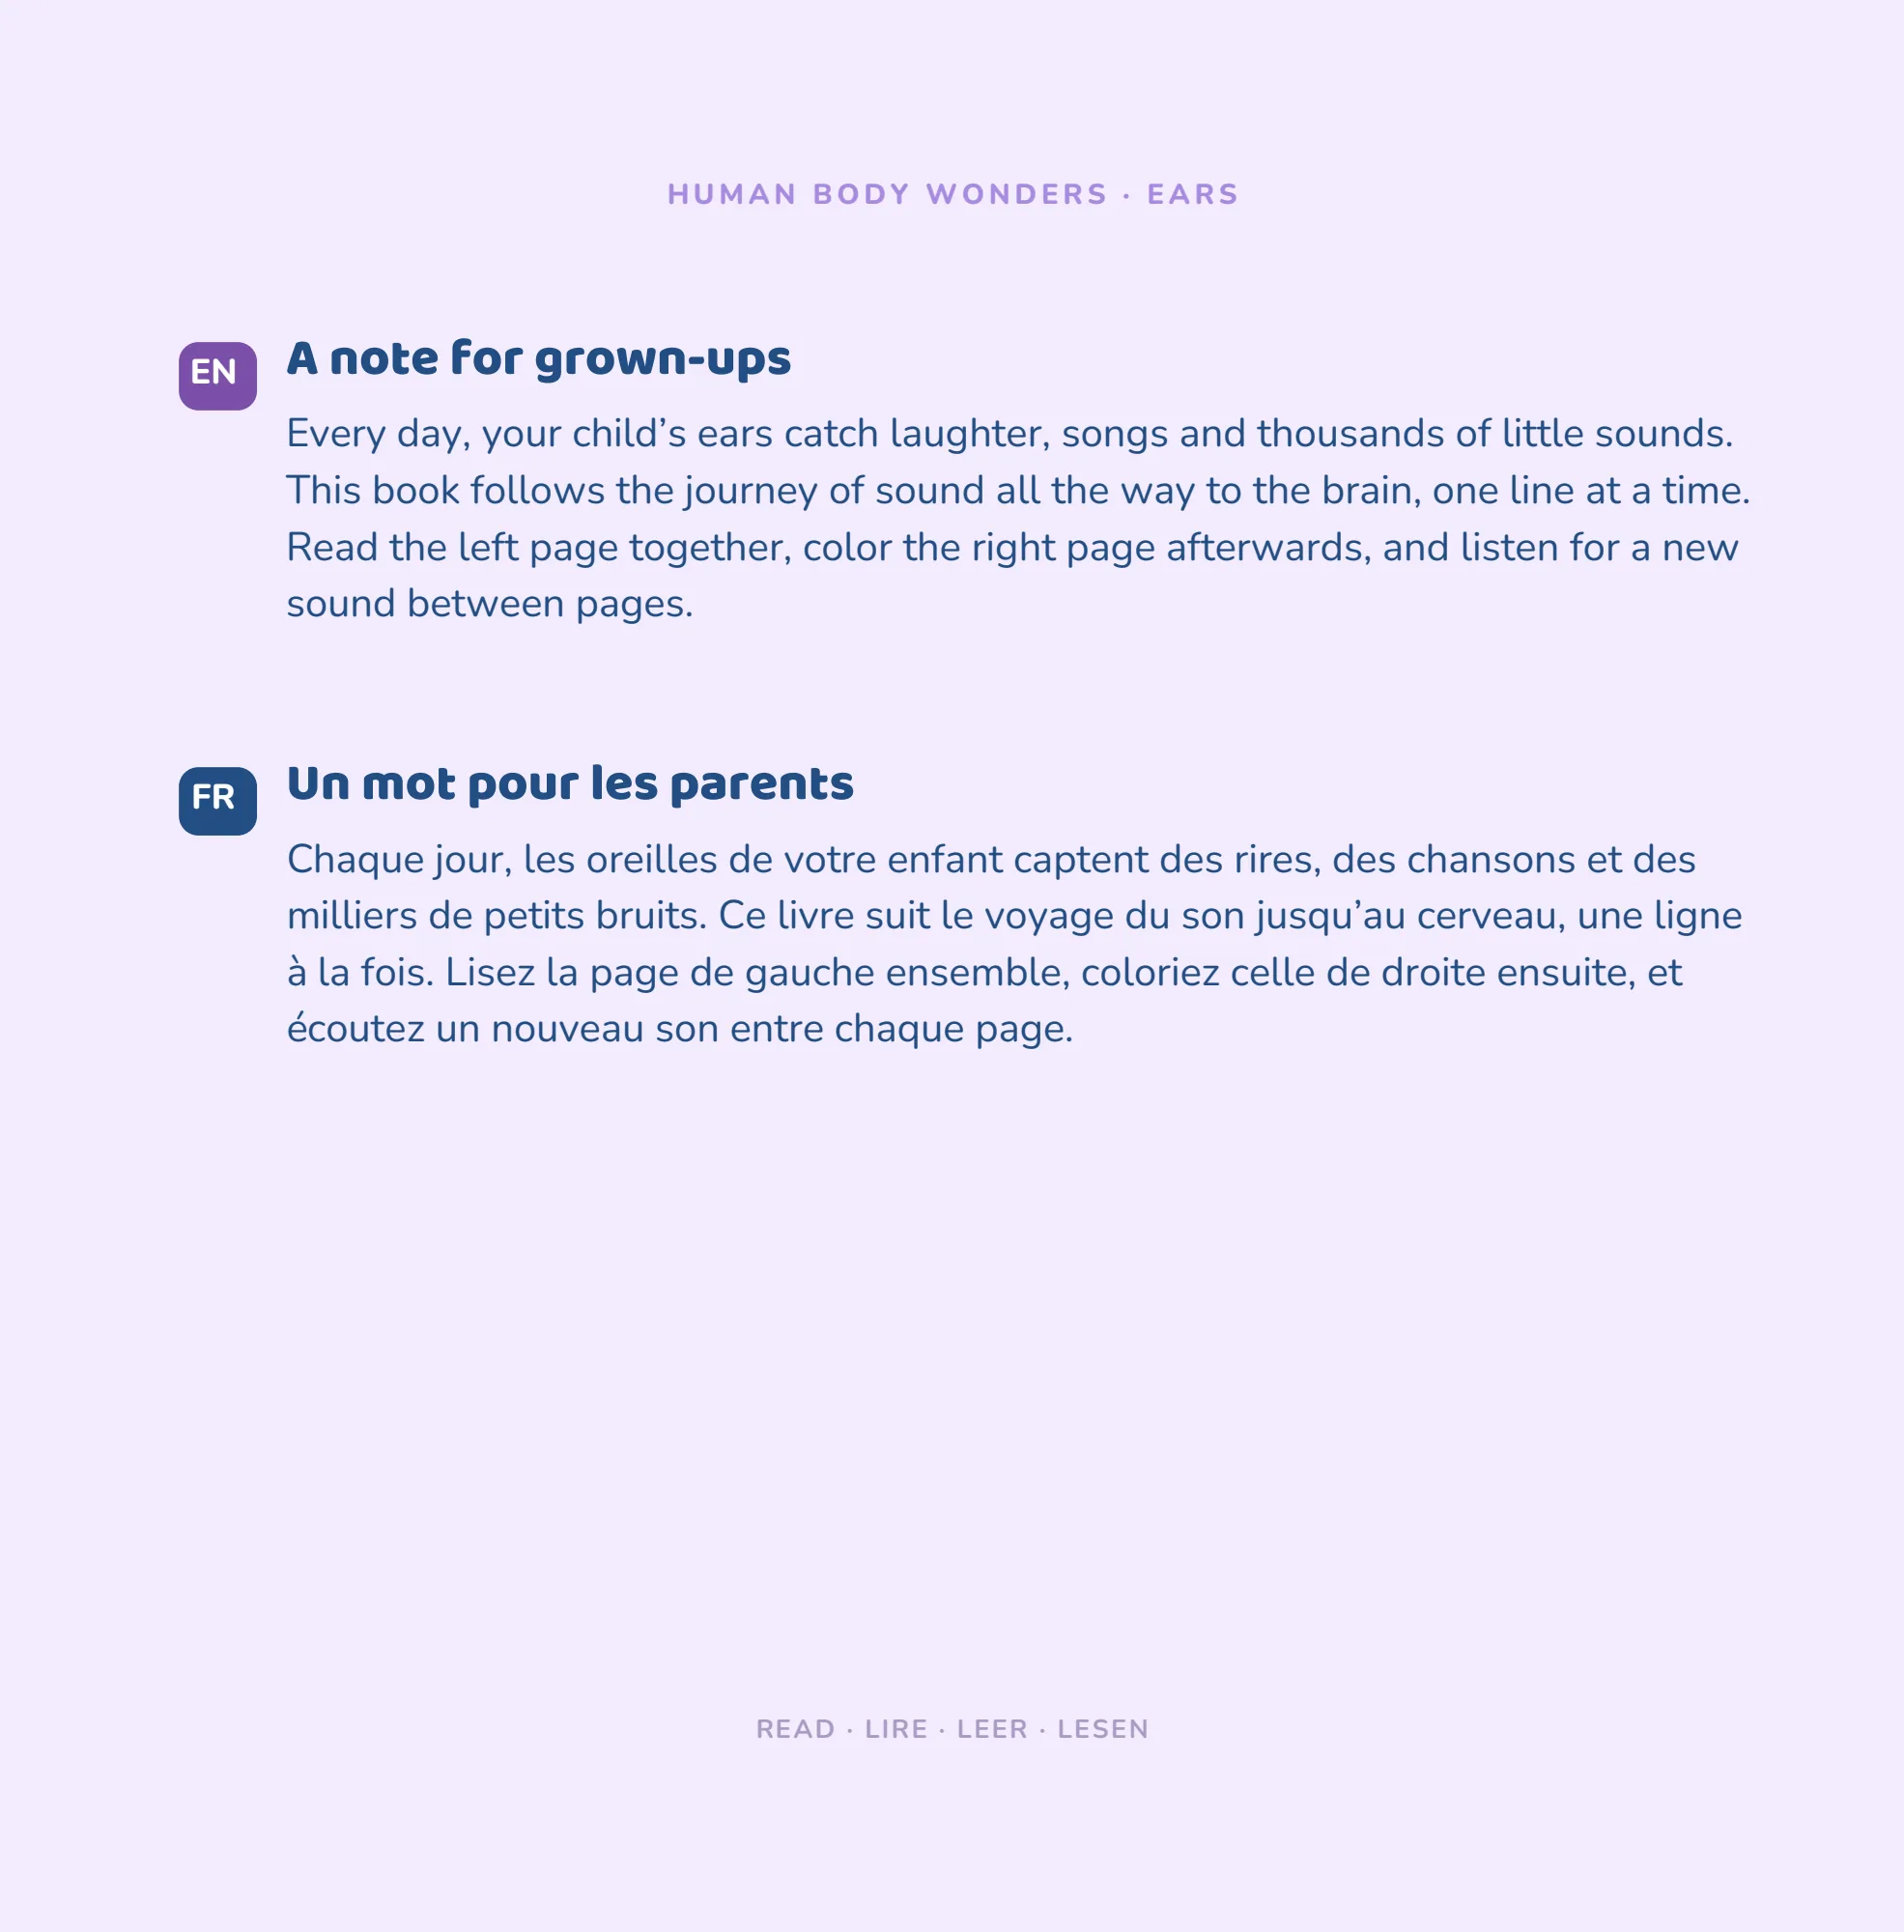 HUMAN BODY WONDERS · EARS
EN
A note for grown-ups
Every day, your child’s ears catch laughter, songs and thousands of little sounds.
This book follows the journey of sound all the way to the brain, one line at a time.
Read the left page together, color the right page afterwards, and listen for a new
sound between pages.
FR
Un mot pour les parents
Chaque jour, les oreilles de votre enfant captent des rires, des chansons et des
milliers de petits bruits. Ce livre suit le voyage du son jusqu’au cerveau, une ligne
à la fois. Lisez la page de gauche ensemble, coloriez celle de droite ensuite, et
écoutez un nouveau son entre chaque page.
READ · LIRE · LEER · LESEN